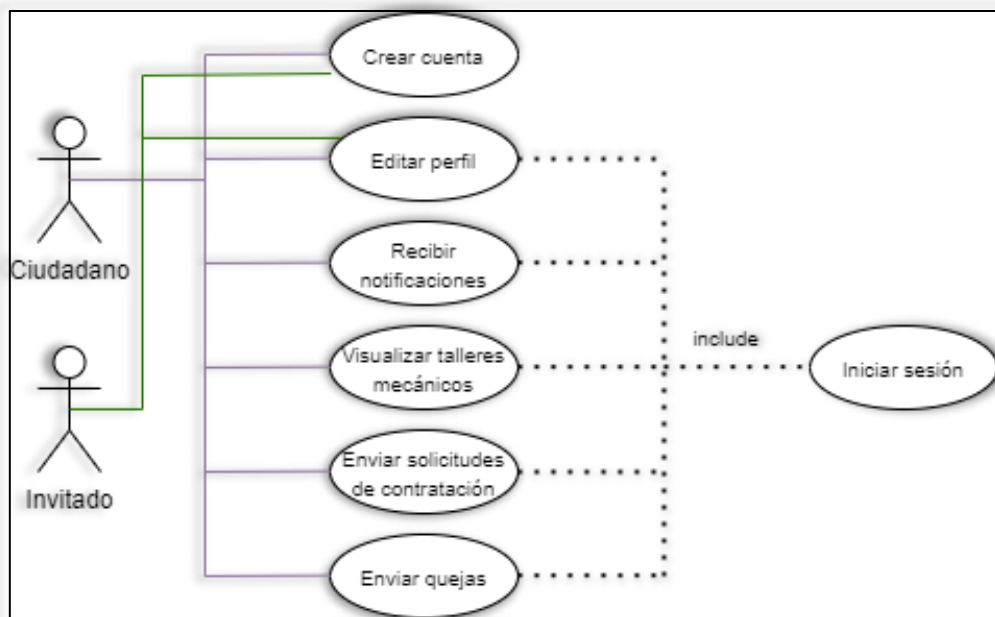 Crear cuenta
Editar perfil
Ciudadano
Recibir
notificaciones
Visualizar talleres
mecánicos
include
Iniciar sesión
Invitado
Enviar solicitudes
de contratación
Enviar quejas